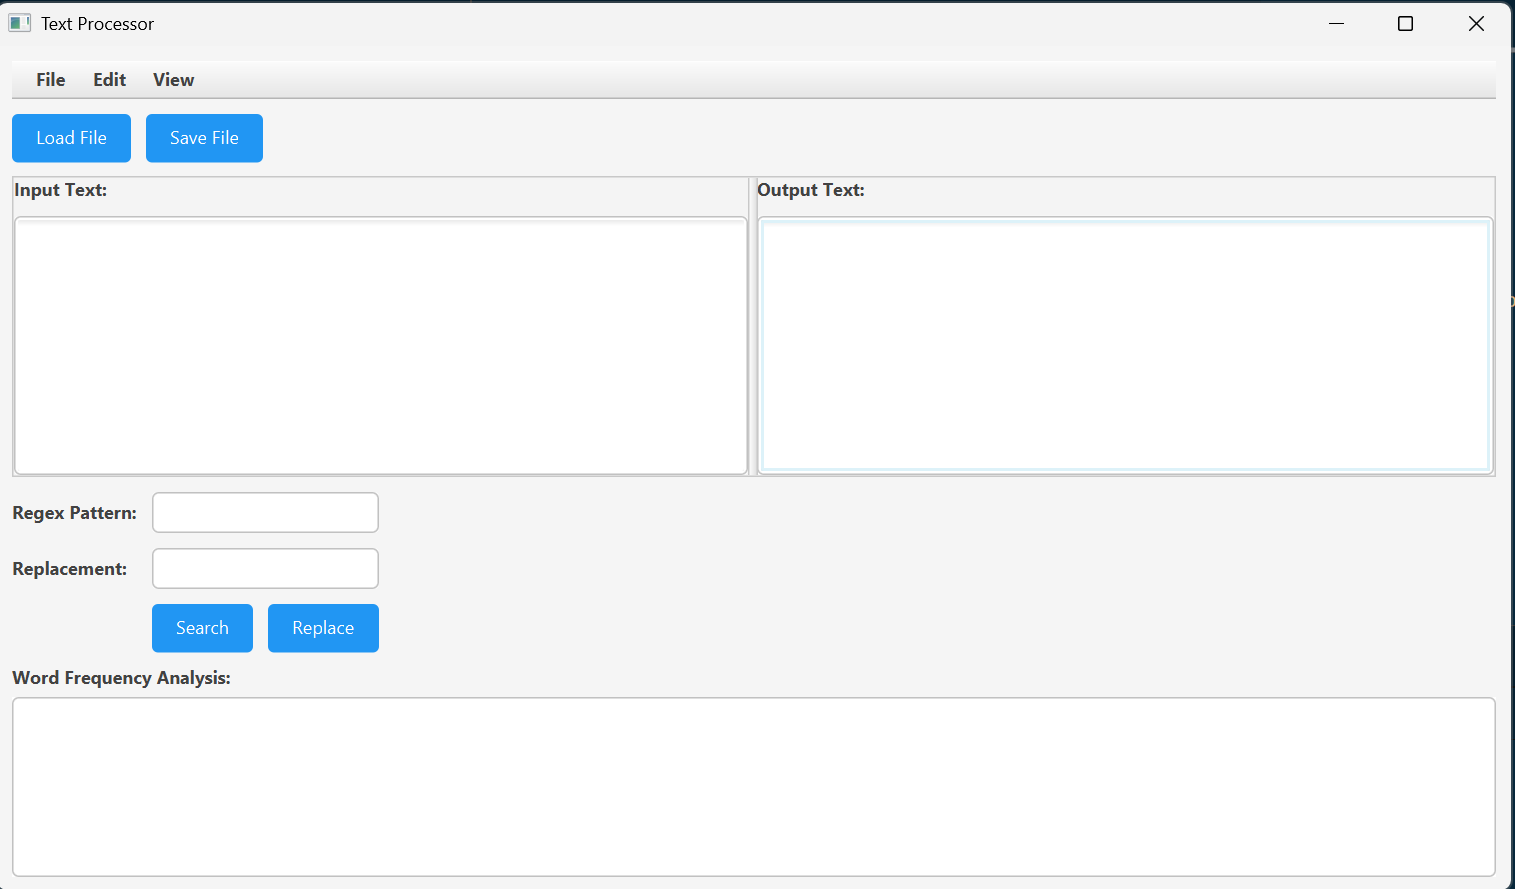 Text Processor
File Edit View
Load File Save File
Input Text: Output Text:
Regex Pattern:
Replacement:
Search Replace
Word Frequency Analysis: